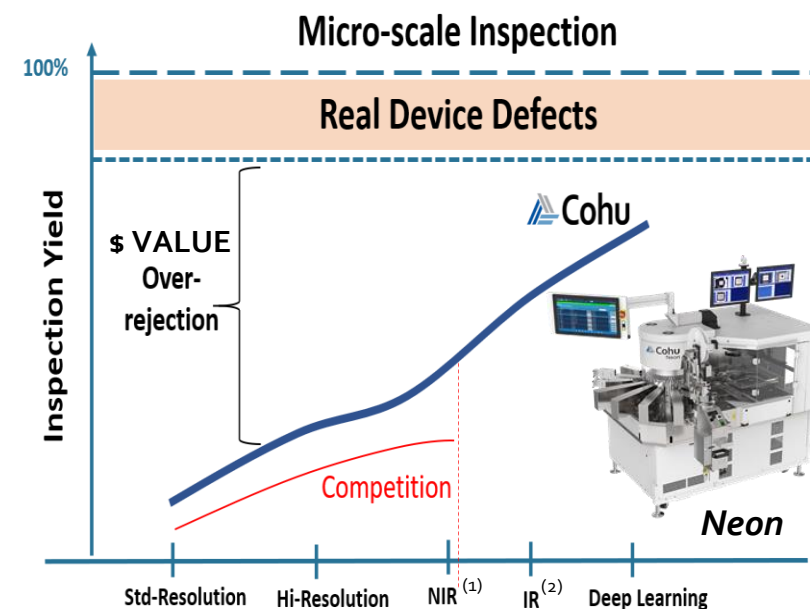 Micro-scale Inspection
100%
Real Device Defects
Inspection Yield
$ VALUE
Over-
rejection
Cohu
Cohu
Competition
Neon
Std-Resolution
Hi-Resolution
NIR(1)
IR(2)
Deep Learning